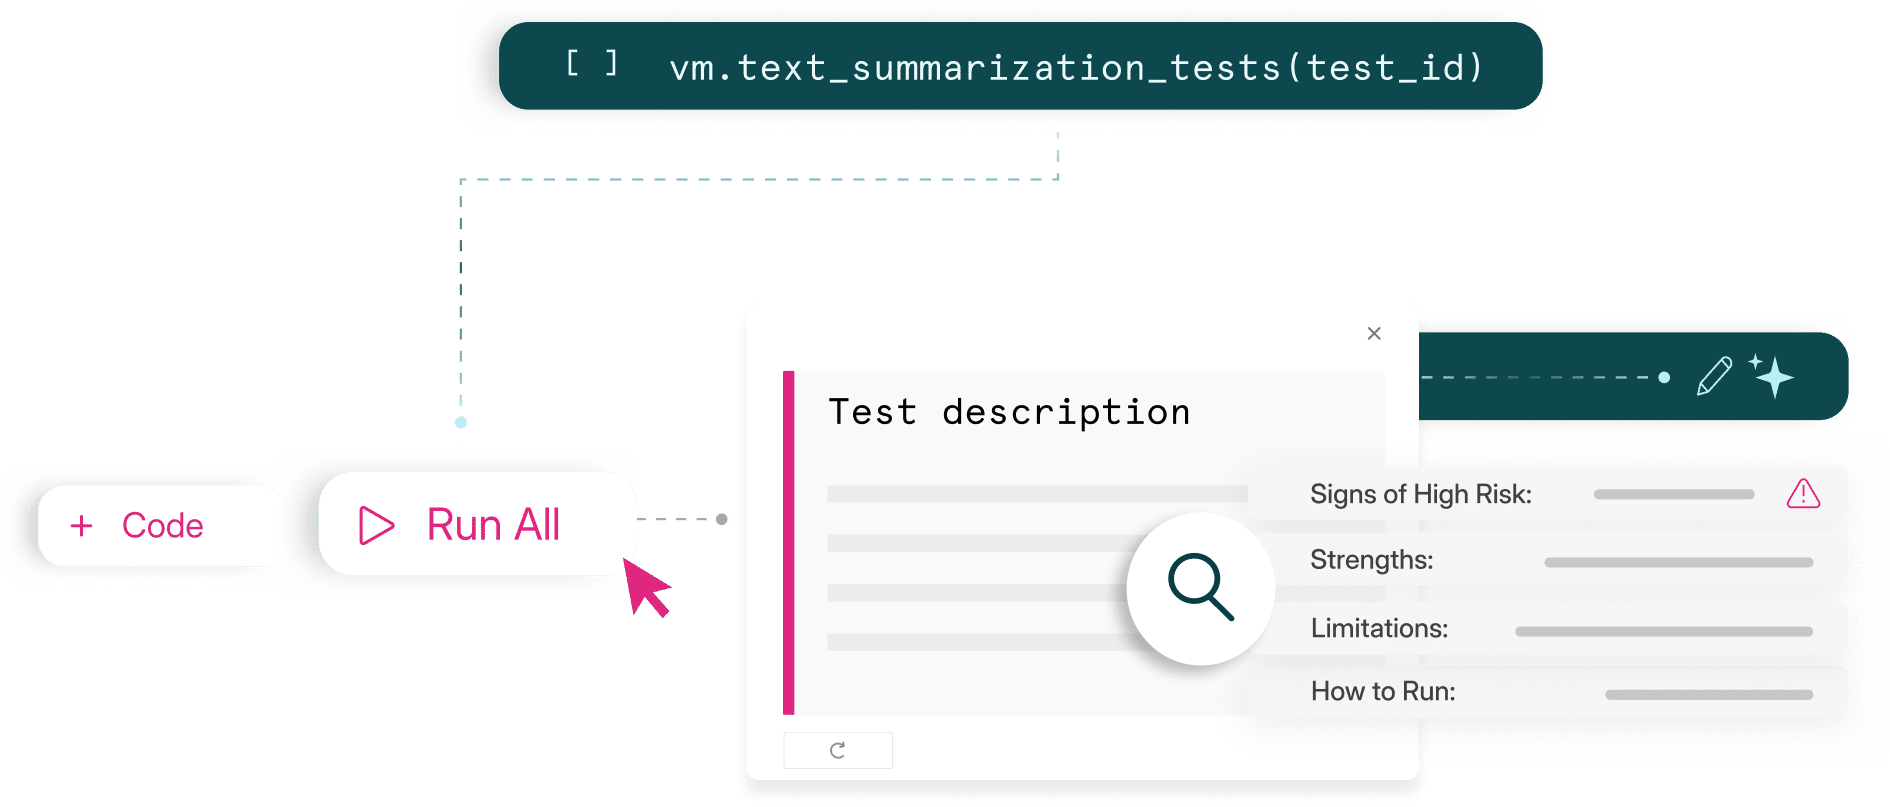 [ ] vm.text_summarization_tests(test_id)
+ Code
Run All
Test description
Signs of High Risk:
Strengths:
Limitations:
How to Run: